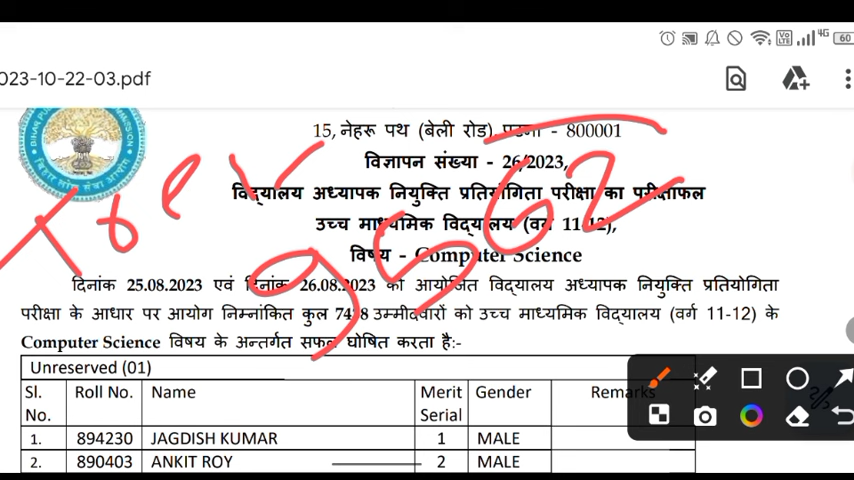 4G
60
023-10-22-03.pdf
15, नेहरू पथ (बेली रोड) पटना - 800001
विज्ञापन संख्या - 26/2023,
विद्यालय अध्यापक नियुक्ति प्रतियोगिता परीक्षा का परीक्षाफल
उच्च माध्यमिक विद्यालय (वर्ग 11-12),
विषय - Computer Science
9562
दिनांक 25.08.2023 एवं दिनांक 26.08.2023 को आयोजित विद्यालय अध्यापक नियुक्ति प्रतियोगिता
परीक्षा के आधार पर आयोग निम्नांकित कुल उम्मीदवारों को उच्च माध्यमिक विद्यालय (वर्ग 11-12) के
Computer Science विषय के अन्तर्गत सफल घोषित करता है:-
Unreserved (01)
Sl. No. Roll No. Name Merit Serial Gender Remarks
1. 894230 JAGDISH KUMAR 1 MALE
2. 890403 ANKIT ROY 2 MALE